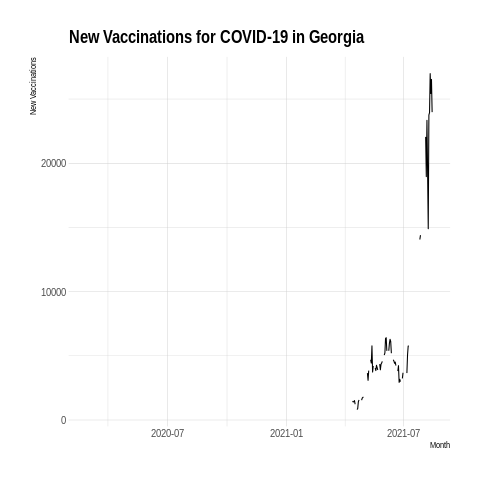 New Vaccinations for COVID-19 in Georgia
New Vaccinations
20000
10000
0
2020-07
2021-01
2021-07
Month